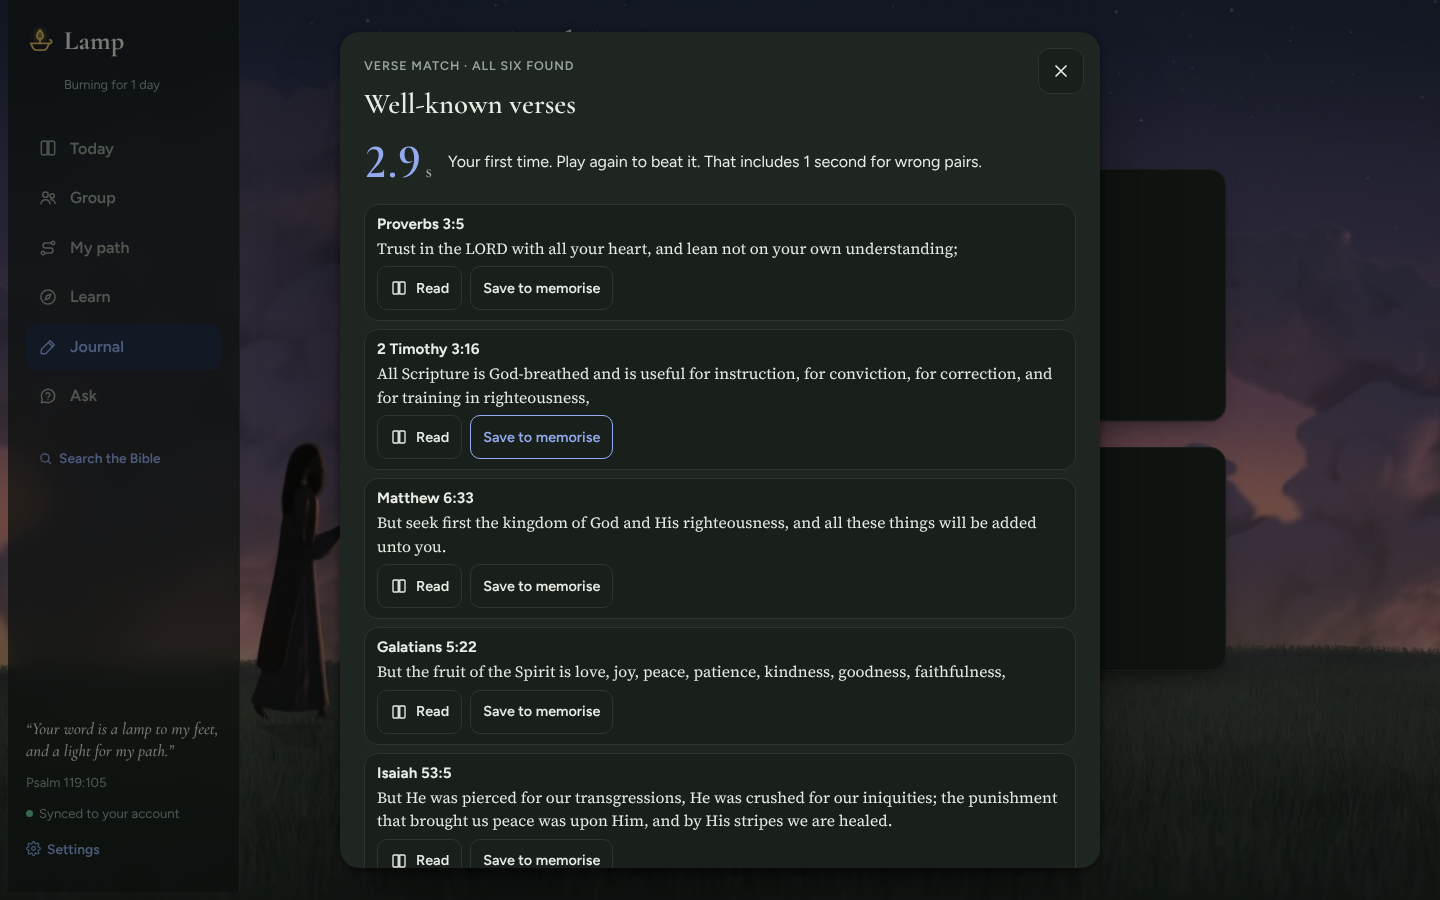 Lamp
Burning for 1 day
Today
Group
My path
Learn
Journal
Ask
Search the Bible
“Your word is a lamp to my feet,
and a light for my path.”
Psalm 119:105
Synced to your account
Settings
VERSE MATCH · ALL SIX FOUND
Well-known verses
2.9 s
Your first time. Play again to beat it. That includes 1 second for wrong pairs.
Proverbs 3:5
Trust in the LORD with all your heart, and lean not on your own understanding;
Read
Save to memorise
2 Timothy 3:16
All Scripture is God-breathed and is useful for instruction, for conviction, for correction, and
for training in righteousness,
Read
Save to memorise
Matthew 6:33
But seek first the kingdom of God and His righteousness, and all these things will be added
unto you.
Read
Save to memorise
Galatians 5:22
But the fruit of the Spirit is love, joy, peace, patience, kindness, goodness, faithfulness,
Read
Save to memorise
Isaiah 53:5
But He was pierced for our transgressions, He was crushed for our iniquities; the punishment
that brought us peace was upon Him, and by His stripes we are healed.
Read
Save to memorise